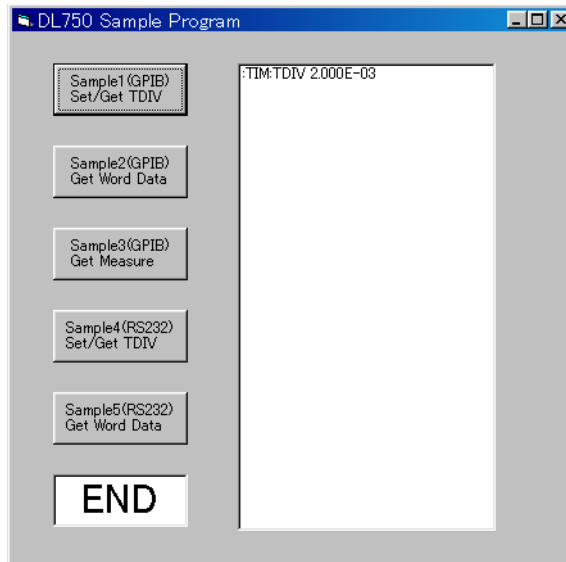 DL750 Sample Program
Sample1(GPIB)
Set/Get TDIV
Sample2(GPIB)
Get Word Data
Sample3(GPIB)
Get Measure
Sample4(RS232)
Set/Get TDIV
Sample5(RS232)
Get Word Data
END
:TIM:TDIV 2.000E-03